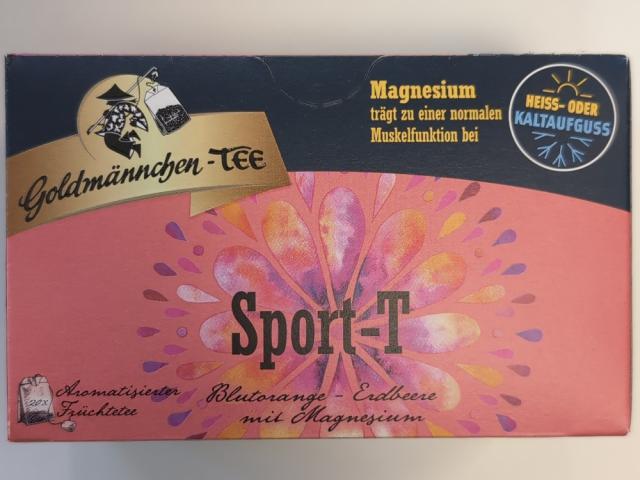 Goldmännchen-TEE
Magnesium
trägt zu einer normalen
Muskelfunktion bei
HEISS- ODER
KALTAUFGUSS
Sport-T
20x
Aromatisierter
Früchtetee
Blutorange - Erdbeere
mit Magnesium